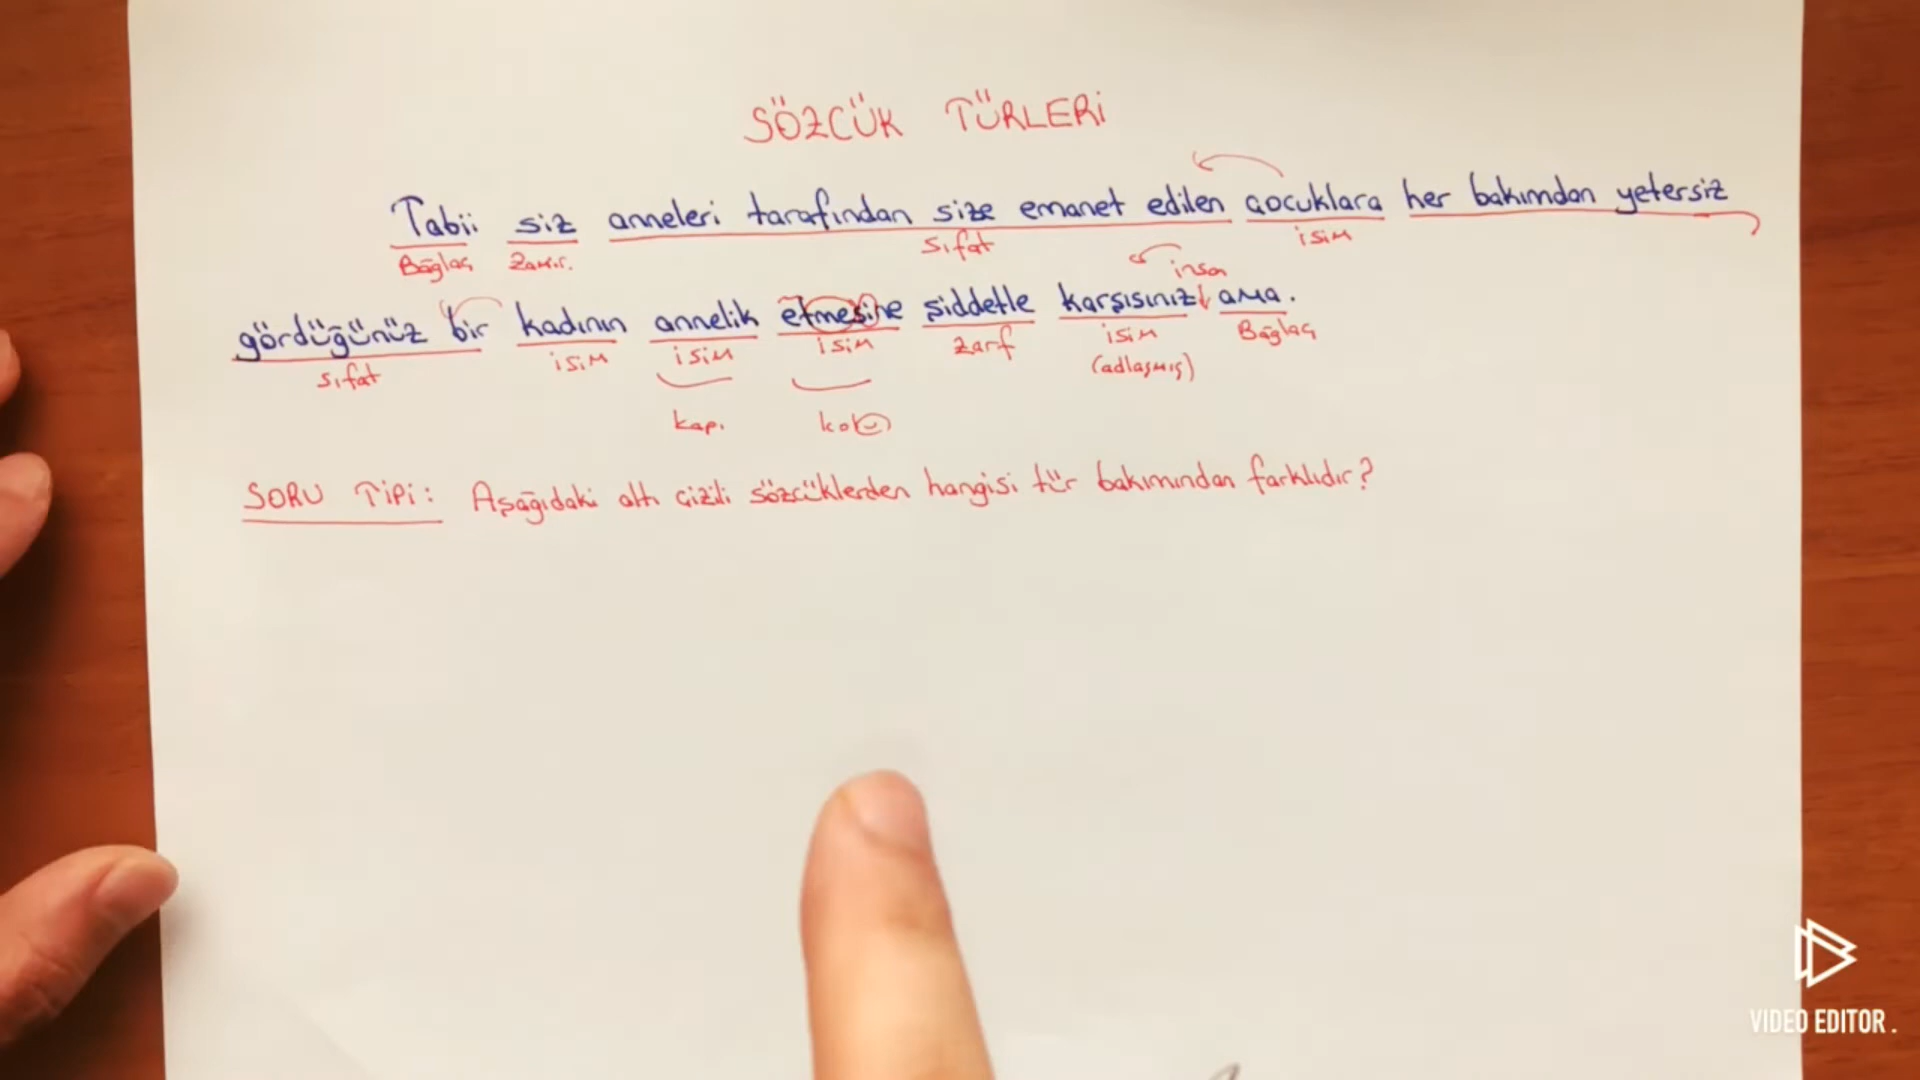 SÖZCÜK TÜRLERİ
Tabii siz anneleri tarafından size emanet edilen çocuklara her bakımdan yetersiz
Bağlaç Zamir. sıfat isim
insan
gördüğünüz bir kadının annelik etmesine şiddetle karşısınız ama.
sıfat isim isim isim zarf isim Bağlaç
(adlaşmış)
kapı kolu
SORU TİPİ: Aşağıdaki altı çizili sözcüklerden hangisi tür bakımından farklıdır?
VIDEO EDITOR.